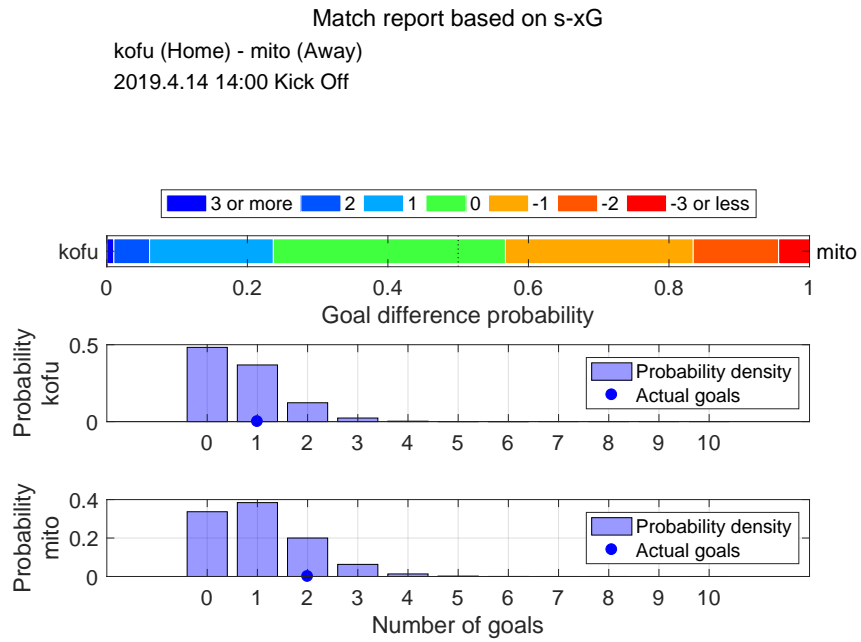 Match report based on s-xG
kofu (Home) - mito (Away)
2019.4.14 14:00 Kick Off
3 or more 2 1 0 -1 -2 -3 or less
kofu mito
0 0.2 0.4 0.6 0.8 1
Goal difference probability
Probability
kofu
0.5
0
Probability density
Actual goals
0 1 2 3 4 5 6 7 8 9 10
Probability
mito
0.4
0.2
0
Probability density
Actual goals
0 1 2 3 4 5 6 7 8 9 10
Number of goals